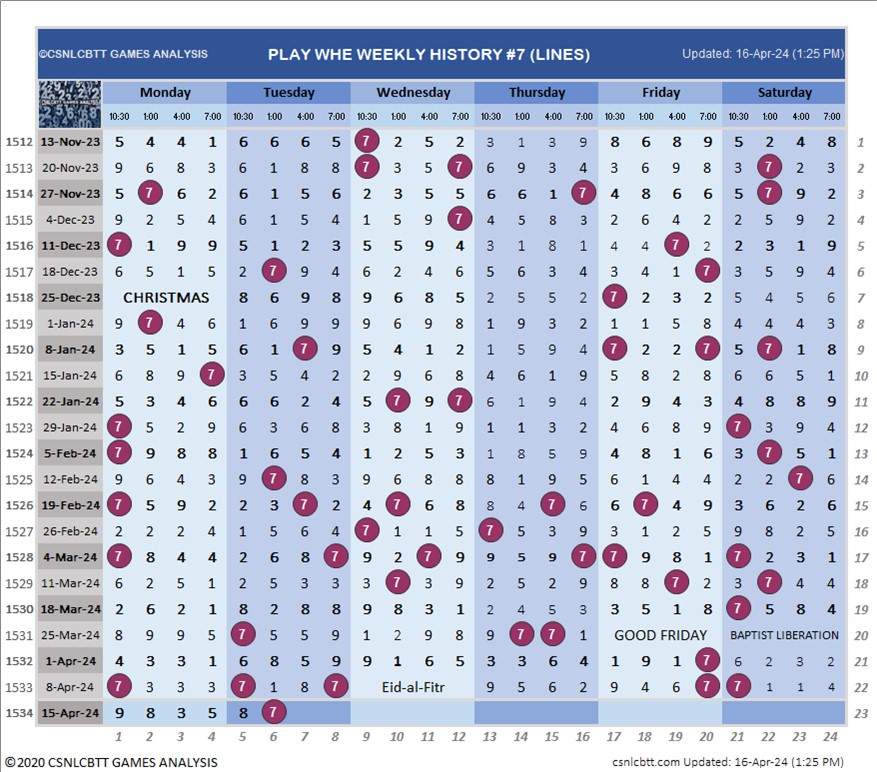 ©CSNLCBTT GAMES ANALYSIS PLAY WHE WEEKLY HISTORY #7 (LINES) Updated: 16-Apr-24 (1:25 PM)
CSNLCBTT GAMES ANALYSIS Monday Tuesday Wednesday Thursday Friday Saturday
10:30 1:00 4:00 7:00 10:30 1:00 4:00 7:00 10:30 1:00 4:00 7:00 10:30 1:00 4:00 7:00 10:30 1:00 4:00 7:00 10:30 1:00 4:00 7:00
1512 13-Nov-23 5 4 4 1 6 6 6 5 7 2 5 2 3 1 3 9 8 6 8 9 5 2 4 8 1
1513 20-Nov-23 9 6 8 3 6 1 8 8 7 3 5 7 6 9 3 4 3 6 9 8 3 7 2 3 2
1514 27-Nov-23 5 7 6 2 6 1 5 6 2 3 5 5 6 6 1 7 4 8 6 6 5 7 9 2 3
1515 4-Dec-23 9 2 5 4 6 1 5 4 1 5 9 7 4 5 8 3 2 6 4 2 2 5 9 2 4
1516 11-Dec-23 7 1 9 9 5 1 2 3 5 5 9 4 3 1 8 1 4 4 7 2 2 3 1 9 5
1517 18-Dec-23 6 5 1 5 2 7 9 4 6 2 6 2 5 6 3 4 3 4 1 7 3 5 9 4 6
1518 25-Dec-23 CHRISTMAS 8 6 9 8 9 6 8 5 2 5 5 2 7 2 3 2 5 4 5 6 7
1519 1-Jan-24 9 7 4 6 1 6 9 9 9 6 9 8 1 9 3 2 1 1 5 8 4 4 4 3 8
1520 8-Jan-24 3 5 1 5 6 1 7 9 5 4 1 2 1 5 9 4 7 2 2 7 5 7 1 8 9
1521 15-Jan-24 6 8 9 7 3 5 4 2 2 9 6 8 4 6 1 9 5 8 2 8 6 6 5 1 10
1522 22-Jan-24 5 3 4 6 6 6 2 4 5 7 9 7 6 1 9 4 2 9 4 3 4 8 8 9 11
1523 29-Jan-24 7 5 2 9 6 3 6 8 3 8 1 9 1 1 3 2 4 6 8 9 7 3 9 4 12
1524 5-Feb-24 7 9 8 8 1 6 5 4 1 2 5 3 1 8 5 9 4 8 1 6 3 7 5 1 13
1525 12-Feb-24 9 6 4 3 9 7 8 3 9 6 8 8 8 1 9 5 6 1 4 4 2 2 7 6 14
1526 19-Feb-24 7 5 9 2 2 3 7 2 4 7 6 8 8 4 7 6 6 7 4 9 3 6 2 6 15
1527 26-Feb-24 2 2 2 4 1 5 6 4 7 1 1 5 7 5 3 9 3 1 2 5 9 8 2 5 16
1528 4-Mar-24 7 8 4 4 2 6 8 7 9 2 7 2 9 5 9 7 7 9 8 1 7 2 3 1 17
1529 11-Mar-24 6 2 5 1 2 5 3 3 3 7 3 9 2 5 2 9 8 8 7 2 3 7 4 4 18
1530 18-Mar-24 2 6 2 1 8 2 8 8 9 8 3 1 2 4 5 3 3 5 1 8 7 5 8 4 19
1531 25-Mar-24 8 9 9 5 7 5 5 9 1 2 9 8 9 7 7 1 GOOD FRIDAY BAPTIST LIBERATION 20
1532 1-Apr-24 4 3 3 1 6 8 5 9 9 1 6 5 3 3 6 4 1 9 1 7 6 2 3 2 21
1533 8-Apr-24 7 3 3 3 7 1 8 7 Eid-al-Fitr 9 5 6 2 9 4 6 7 7 1 1 4 22
1534 15-Apr-24 9 8 3 5 8 7 23
1 2 3 4 5 6 7 8 9 10 11 12 13 14 15 16 17 18 19 20 21 22 23 24
©2020 CSNLCBTT GAMES ANALYSIS csnlcbtt.com Updated: 16-Apr-24 (1:25 PM)